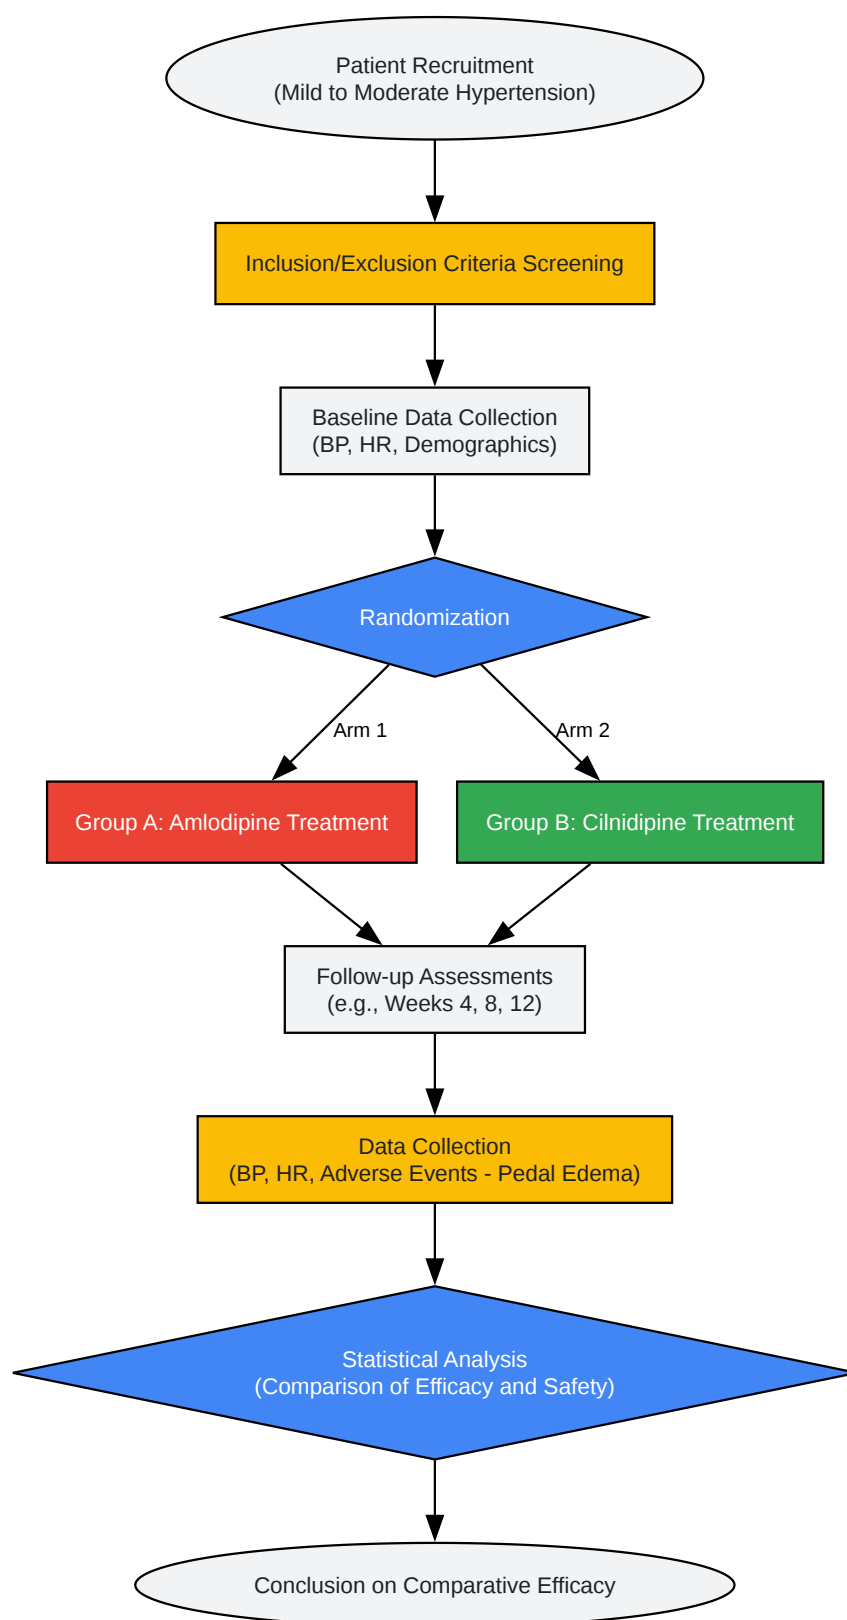 Patient Recruitment
(Mild to Moderate Hypertension)
Inclusion/Exclusion Criteria Screening
Baseline Data Collection
(BP, HR, Demographics)
Randomization
Arm 1
Arm 2
Group A: Amlodipine Treatment
Group B: Cilnidipine Treatment
Follow-up Assessments
(e.g., Weeks 4, 8, 12)
Data Collection
(BP, HR, Adverse Events - Pedal Edema)
Statistical Analysis
(Comparison of Efficacy and Safety)
Conclusion on Comparative Efficacy